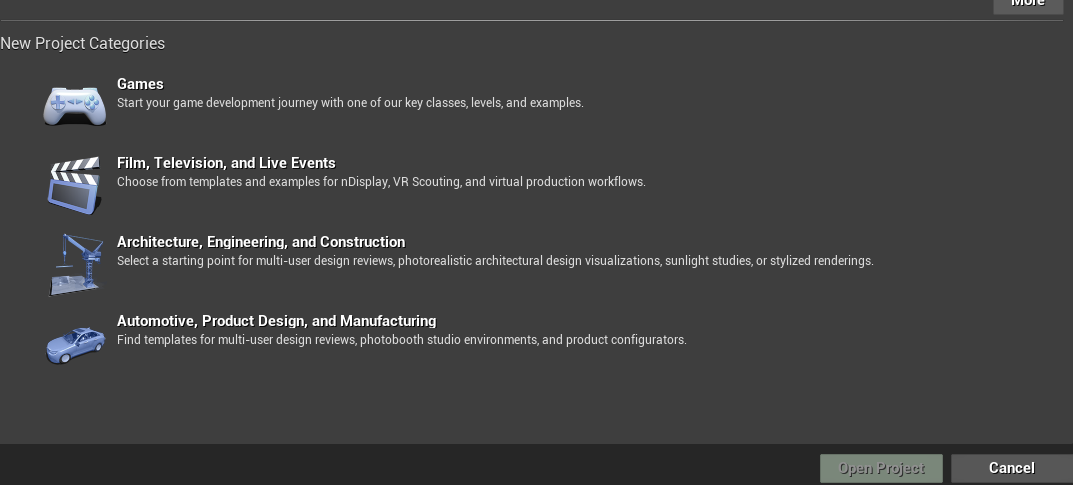 More
New Project Categories
Games
Start your game development journey with one of our key classes, levels, and examples.
Film, Television, and Live Events
Choose from templates and examples for nDisplay, VR Scouting, and virtual production workflows.
Architecture, Engineering, and Construction
Select a starting point for multi-user design reviews, photorealistic architectural design visualizations, sunlight studies, or stylized renderings.
Automotive, Product Design, and Manufacturing
Find templates for multi-user design reviews, photobooth studio environments, and product configurators.
Open Project Cancel